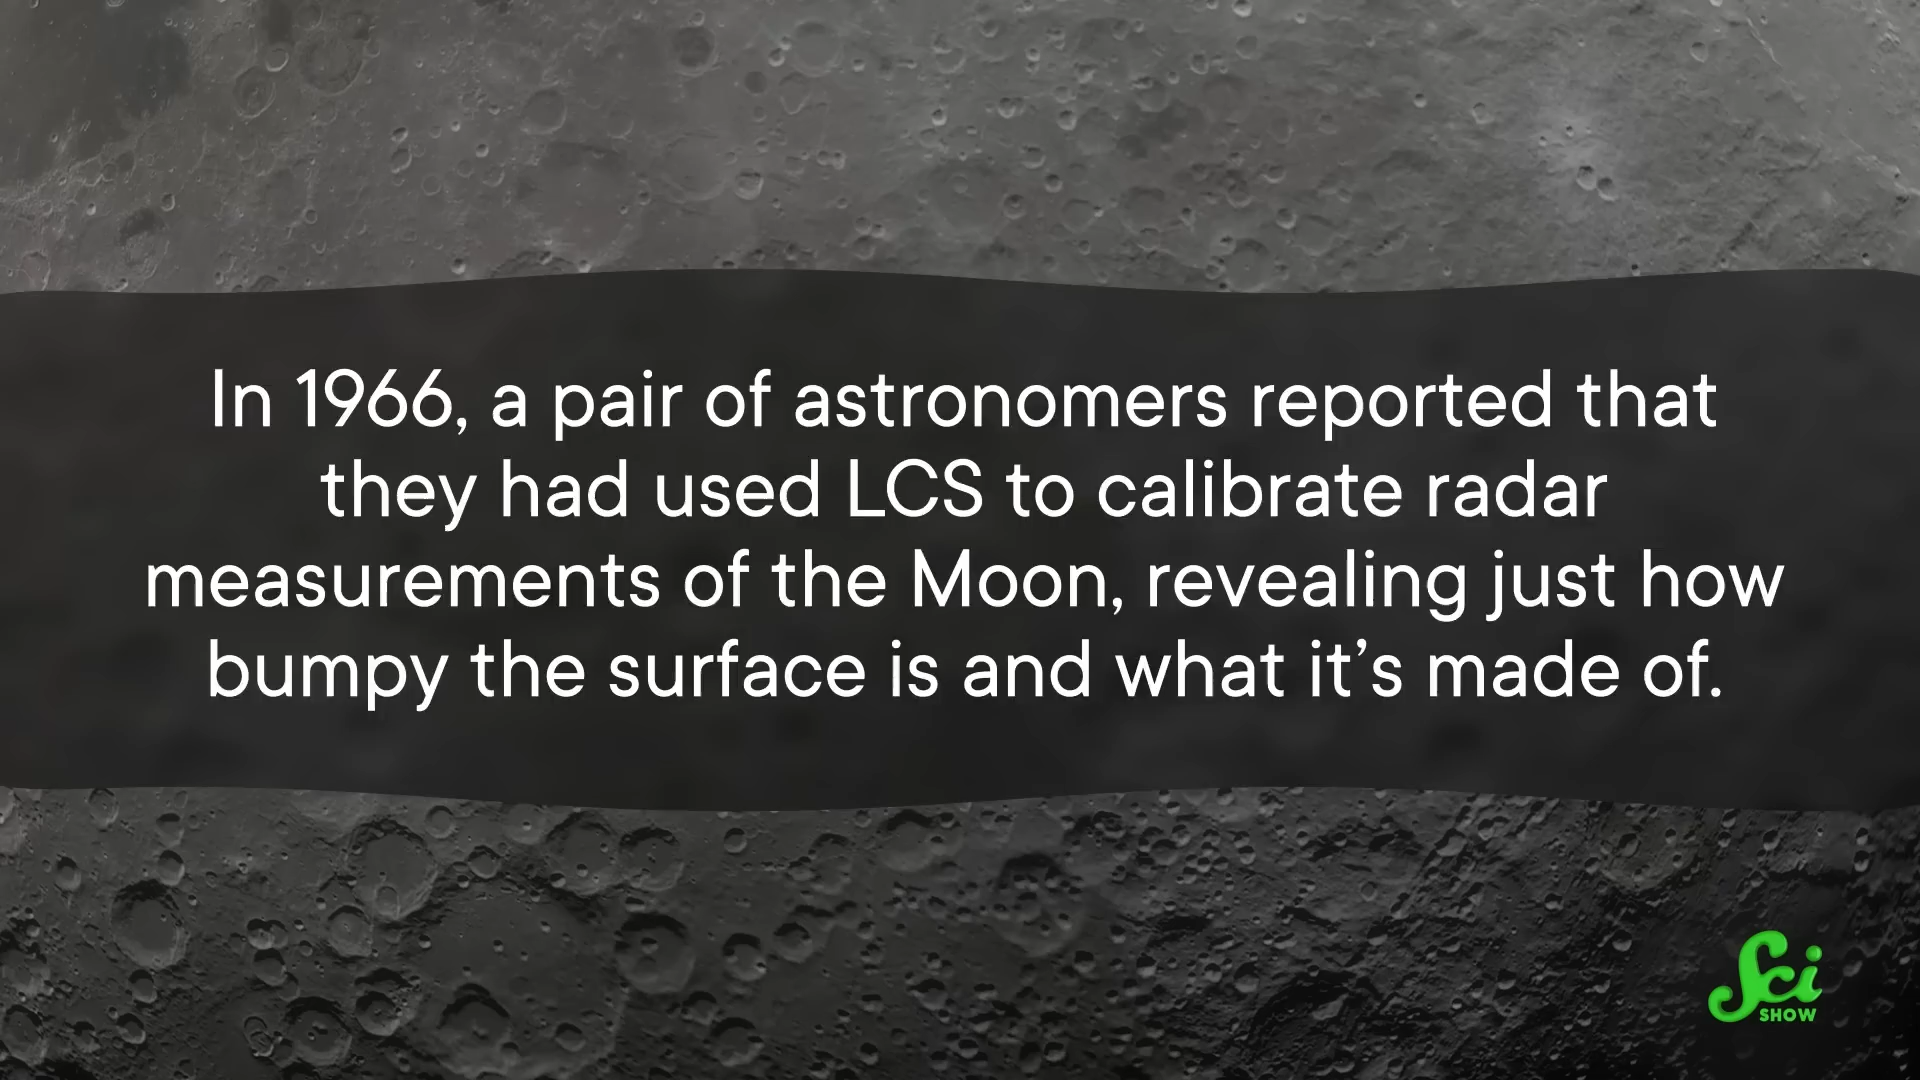 In 1966, a pair of astronomers reported that
they had used LCS to calibrate radar
measurements of the Moon, revealing just how
bumpy the surface is and what it’s made of.
Sci
SHOW